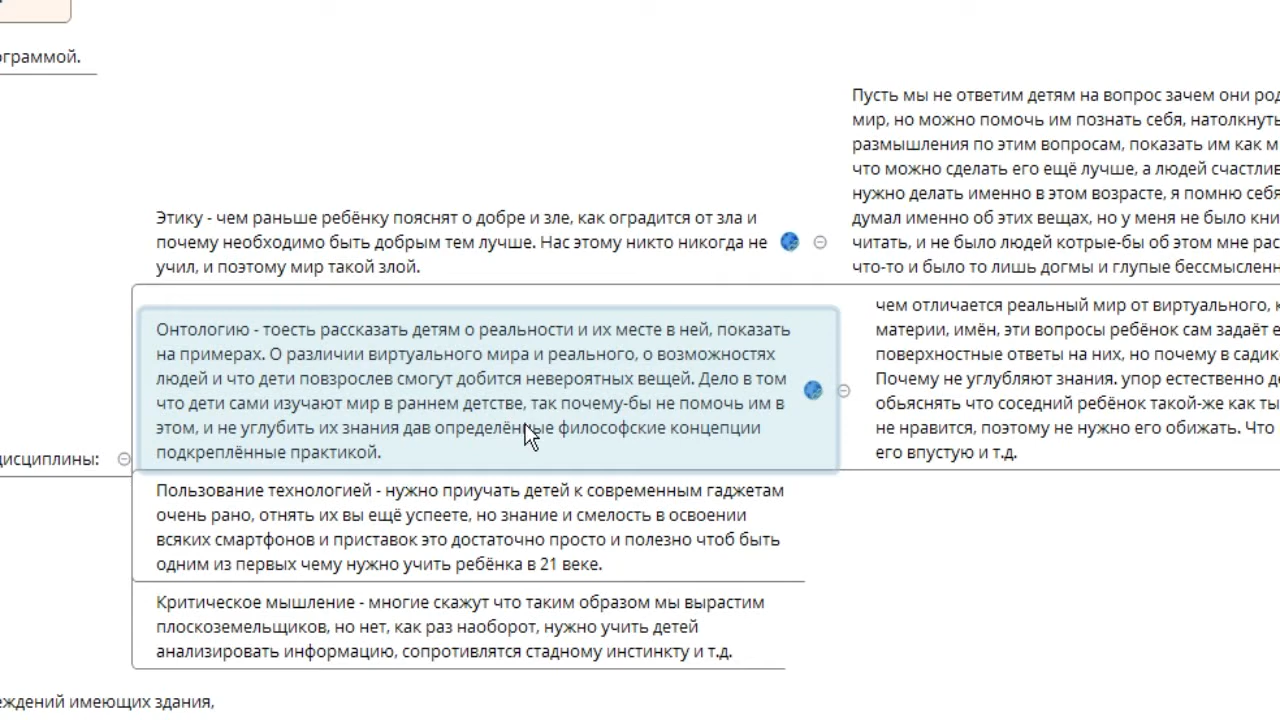 ограммой.
Пусть мы не ответим детям на вопрос зачем они
мир, но можно помочь им познать себя,
размышления по этим вопросам, показать им как
что можно сделать его ещё лучше, а людей
нужно делать именно в этом возрасте, я помню себя
думал именно об этих вещах, но у меня не было
читать, и не было людей котрые-бы об этом мне
что-то и было то лишь догмы и глупые
Этику - чем раньше ребёнку пояснят о добре и зле, как оградится от зла и
почему необходимо быть добрым тем лучше. Нас этому никто никогда не
учил, и поэтому мир такой злой.
Онтологию - тоесть рассказать детям о реальности и их месте в ней, показать
на примерах. О различии виртуального мира и реального, о возможностях
людей и что дети повзрослев смогут добится невероятных вещей. Дело в том
что дети сами изучают мир в раннем детстве, так почему-бы не помочь им в
этом, и не углубить их знания дав определённые философские концепции
подкреплённые практикой.
чем отличается реальный мир от виртуального,
материи, имён, эти вопросы ребёнок сам задаёт
поверхностные ответы на них, но почему в
Почему не углубляют знания. упор естественно
обьяснять что соседний ребёнок такой-же как
не нравится, поэтому не нужно его обижать. Что
его впустую и т.д.
дисциплины:
Пользование технологией - нужно приучать детей к современным гаджетам
очень рано, отнять их вы ещё успеете, но знание и смелость в освоении
всяких смартфонов и приставок это достаточно просто и полезно чтоб быть
одним из первых чему нужно учить ребёнка в 21 веке.
Критическое мышление - многие скажут что таким образом мы вырастим
плоскоземельщиков, но нет, как раз наоборот, нужно учить детей
анализировать информацию, сопротивлятся стадному инстинкту и т.д.
еждений имеющих здания,